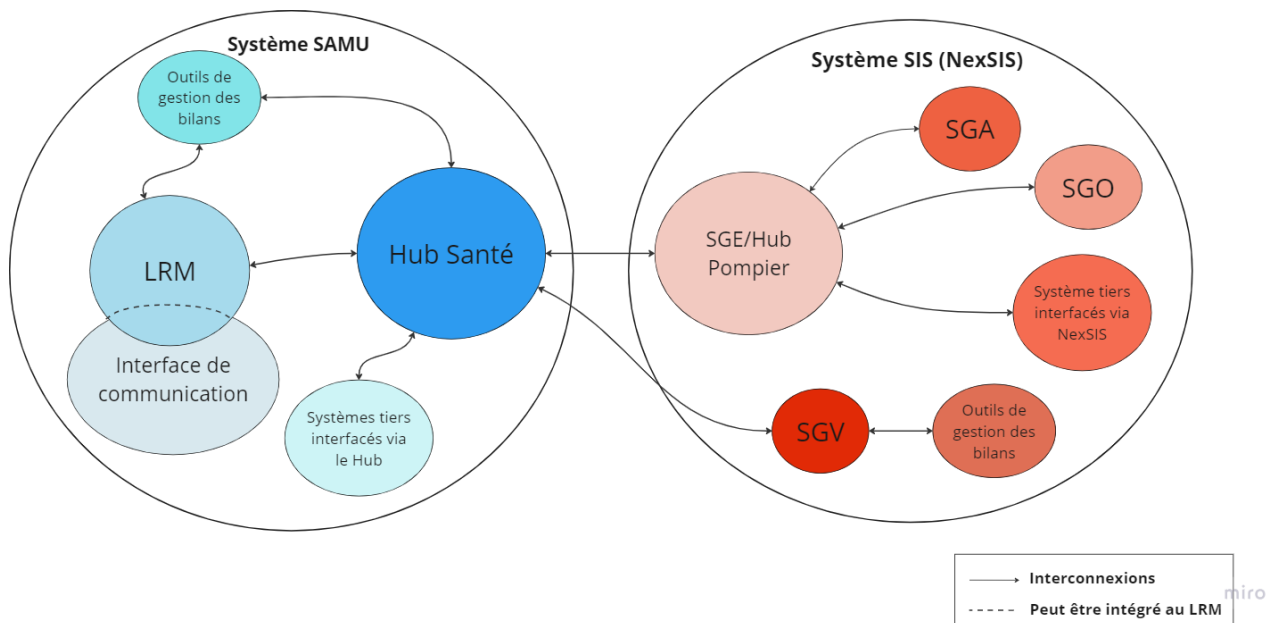 Système SAMU
Outils de
gestion des
bilans
LRM
Interface de
communication
Hub Santé
Systèmes tiers
interfacés via
le Hub
Système SIS (NexSIS)
SGA
SGO
SGE/Hub
Pompier
Système tiers
interfacés via
NexSIS
SGV
Outils de
gestion des
bilans
Interconnexions
Peut être intégré au LRM
miro